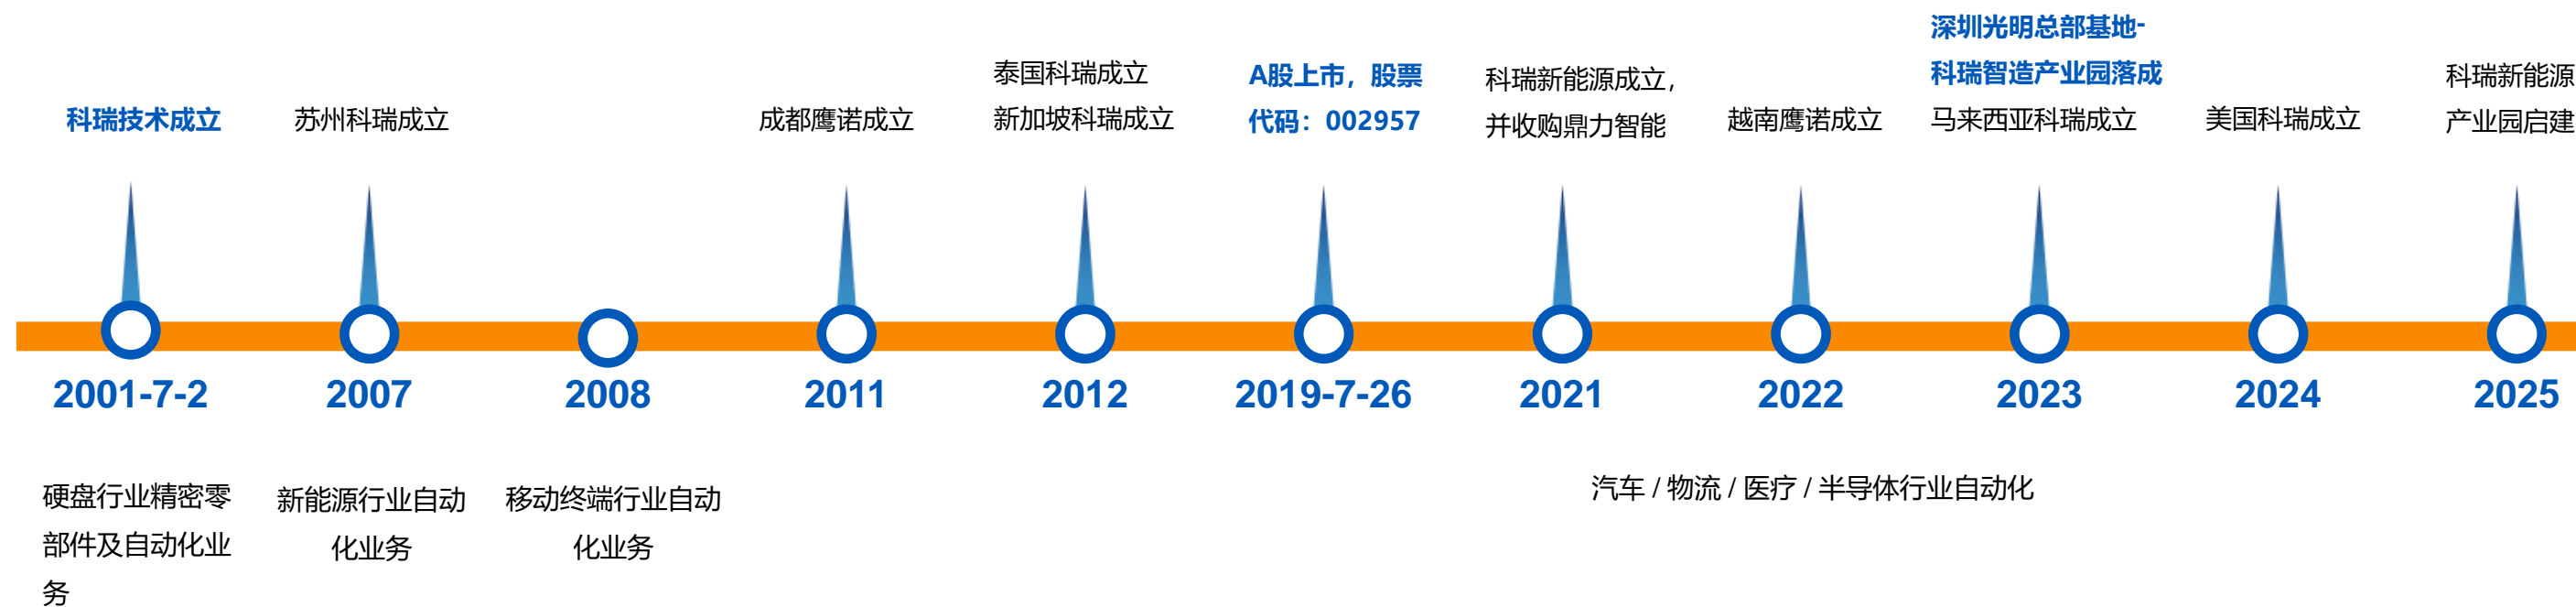 科瑞技术成立
苏州科瑞成立
成都鹰诺成立
泰国科瑞成立
新加坡科瑞成立
A股上市，股票
代码：002957
科瑞新能源成立，
并收购鼎力智能
越南鹰诺成立
深圳光明总部基地-
科瑞智造产业园落成
马来西亚科瑞成立
美国科瑞成立
科瑞新能源
产业园启建
2001-7-2
2007
2008
2011
2012
2019-7-26
2021
2022
2023
2024
2025
硬盘行业精密零
部件及自动化业
务
新能源行业自动
化业务
移动终端行业自动
化业务
汽车 / 物流 / 医疗 / 半导体行业自动化